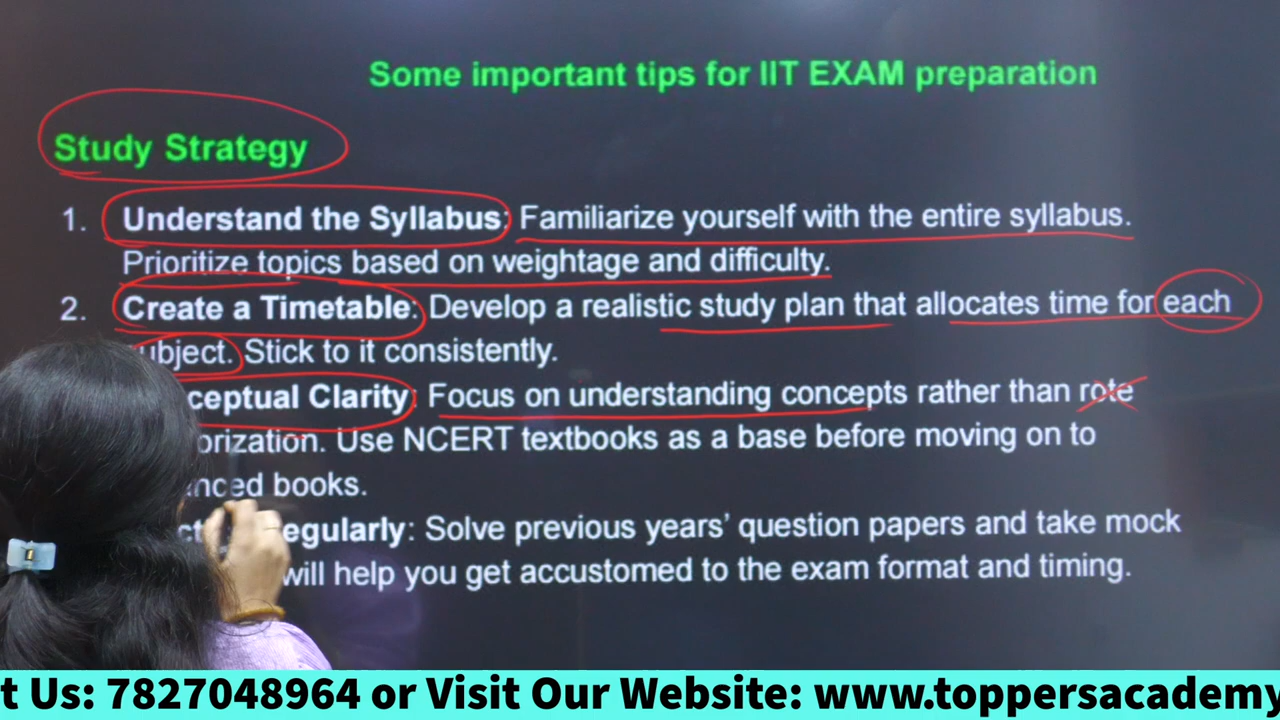 Some important tips for IIT EXAM preparation
Study Strategy
1. Understand the Syllabus: Familiarize yourself with the entire syllabus.
Prioritize topics based on weightage and difficulty.
2. Create a Timetable: Develop a realistic study plan that allocates time for each
ubject. Stick to it consistently.
ceptual Clarity: Focus on understanding concepts rather than rote
orization. Use NCERT textbooks as a base before moving on to
nced books.
egularly: Solve previous years' question papers and take mock
will help you get accustomed to the exam format and timing.
t Us: 7827048964 or Visit Our Website: www.toppersacademy